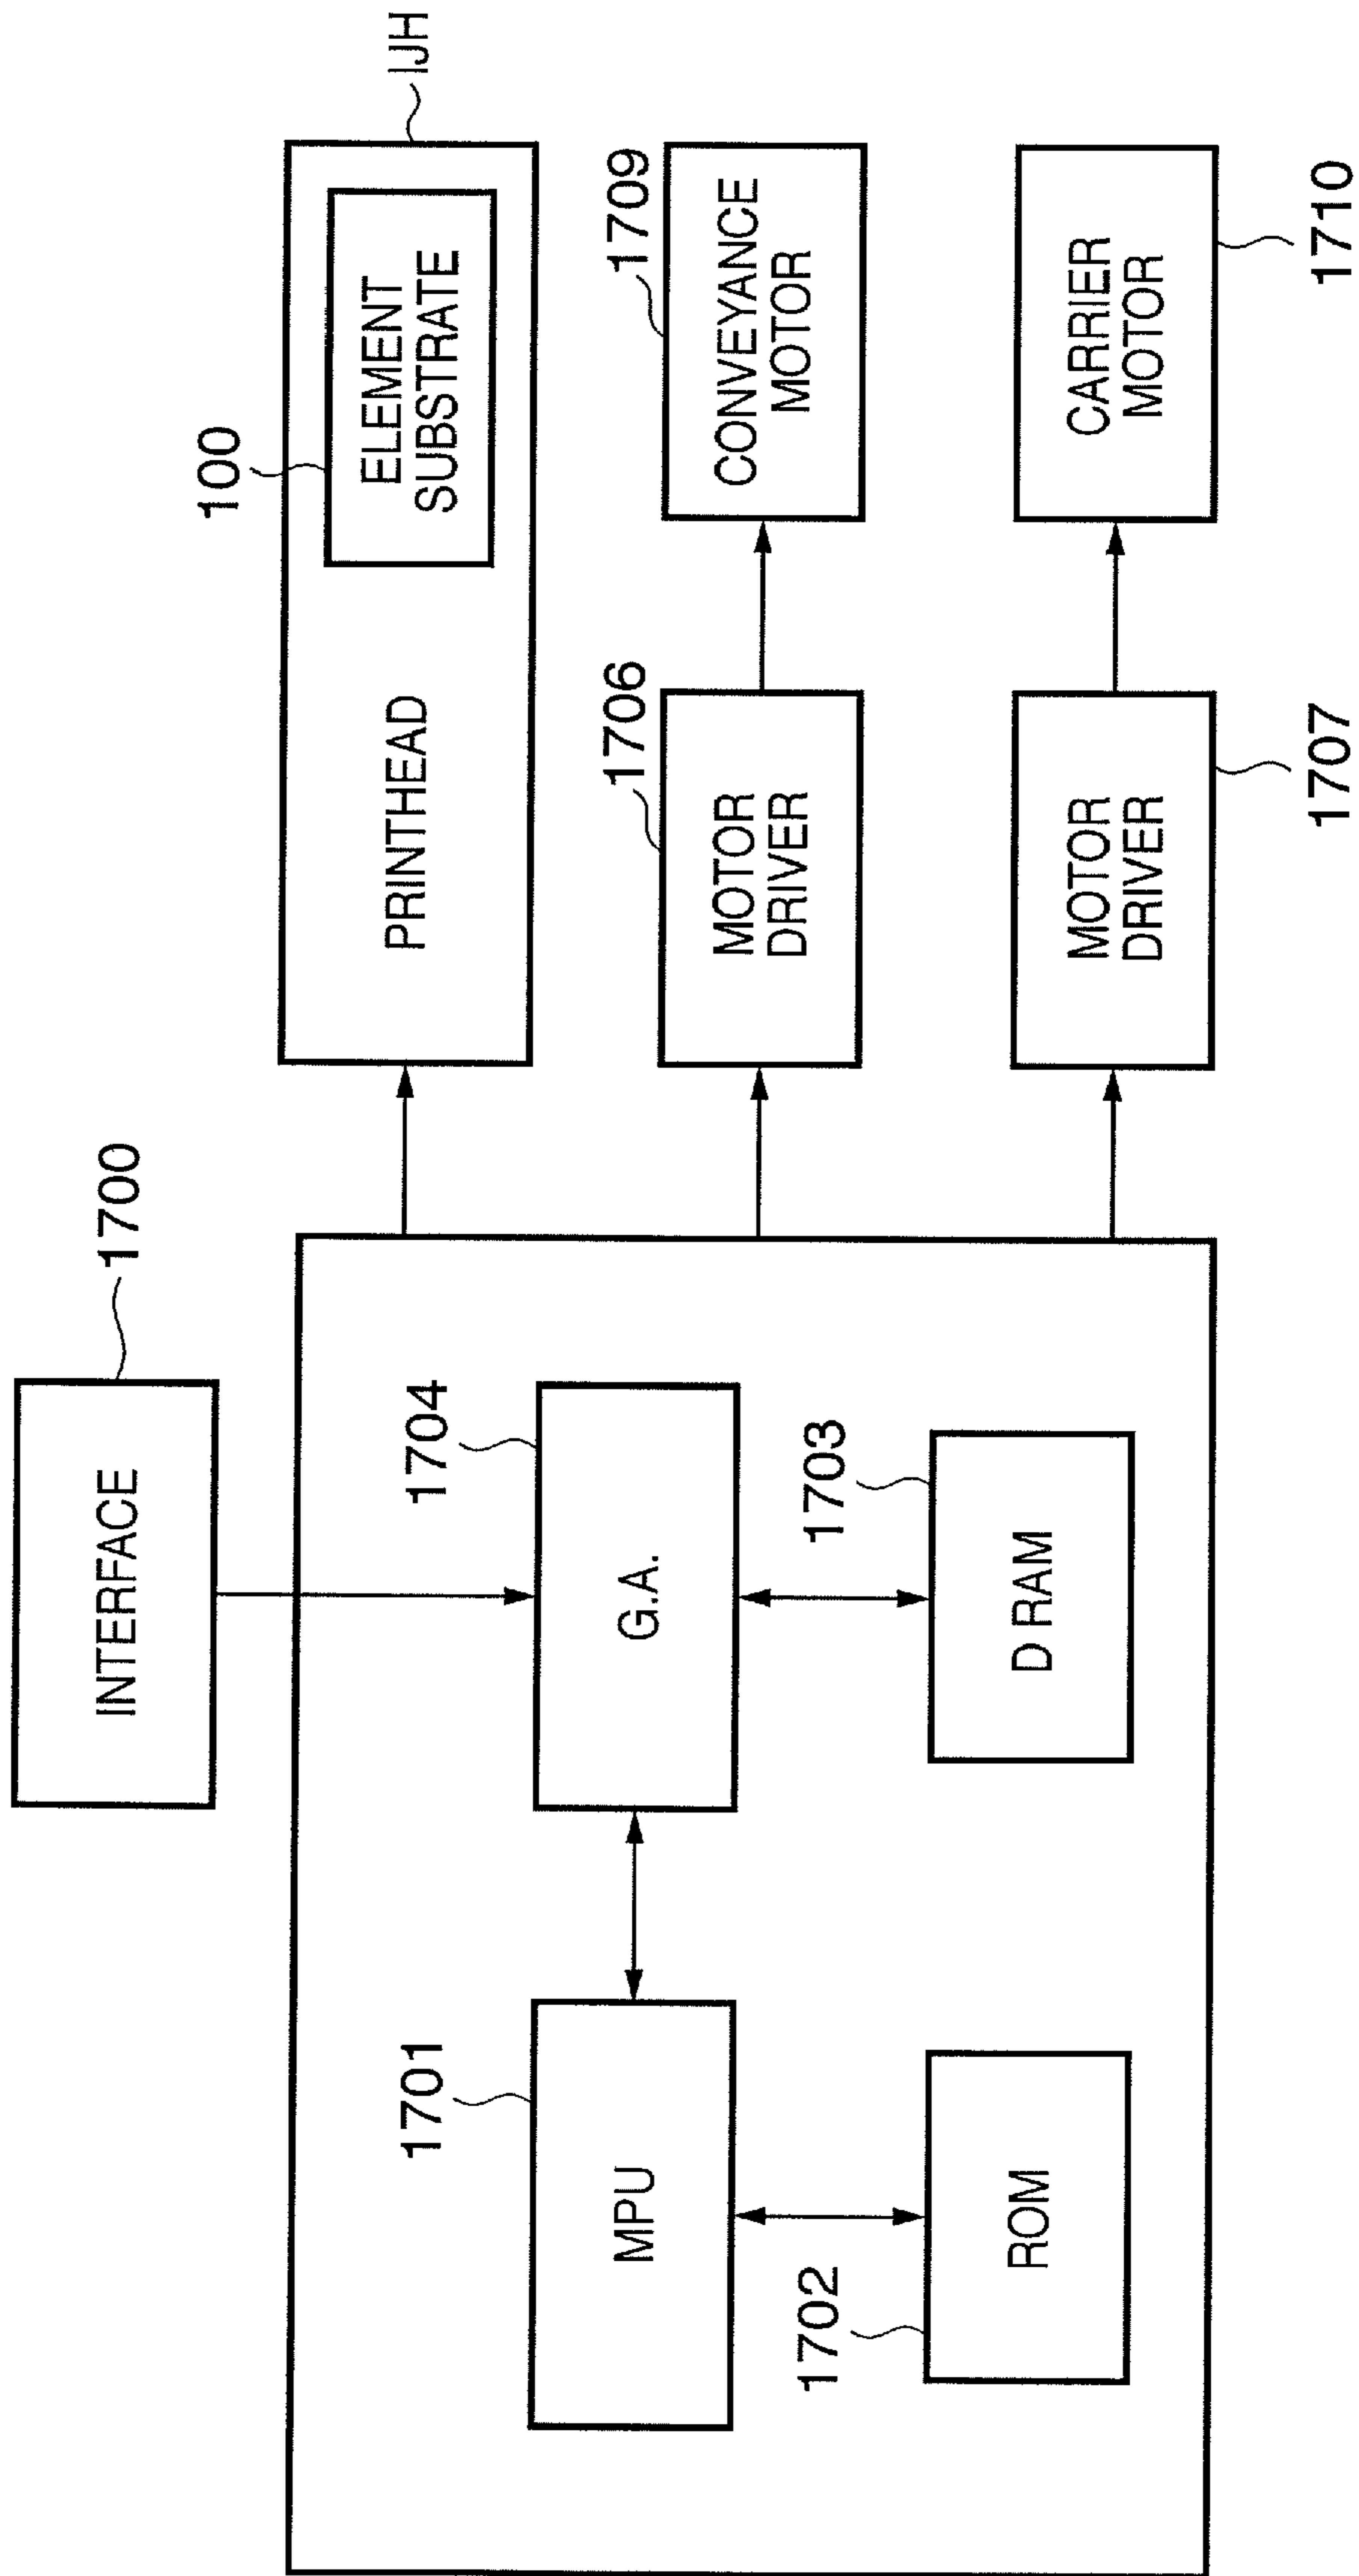 INTERFACE
1700
IJH
100
ELEMENT
SUBSTRATE
PRINTHEAD
1701
MPU
1704
G.A.
1706
MOTOR
DRIVER
1709
CONVEYANCE
MOTOR
1702
ROM
1703
D RAM
MOTOR
DRIVER
1707
CARRIER
MOTOR
1710